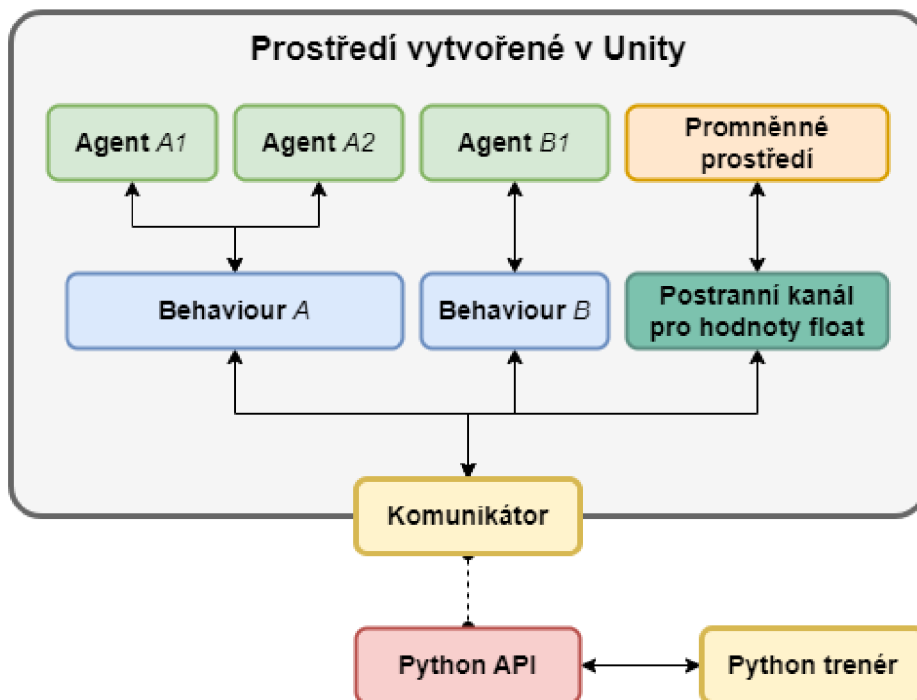 Prostředí vytvořené v Unity
Agent A1
Agent A2
Agent B1
Promněnné
prostředí
Behaviour A
Behaviour B
Postranní kanál
pro hodnoty float
Komunikátor
Python API
Python trenér